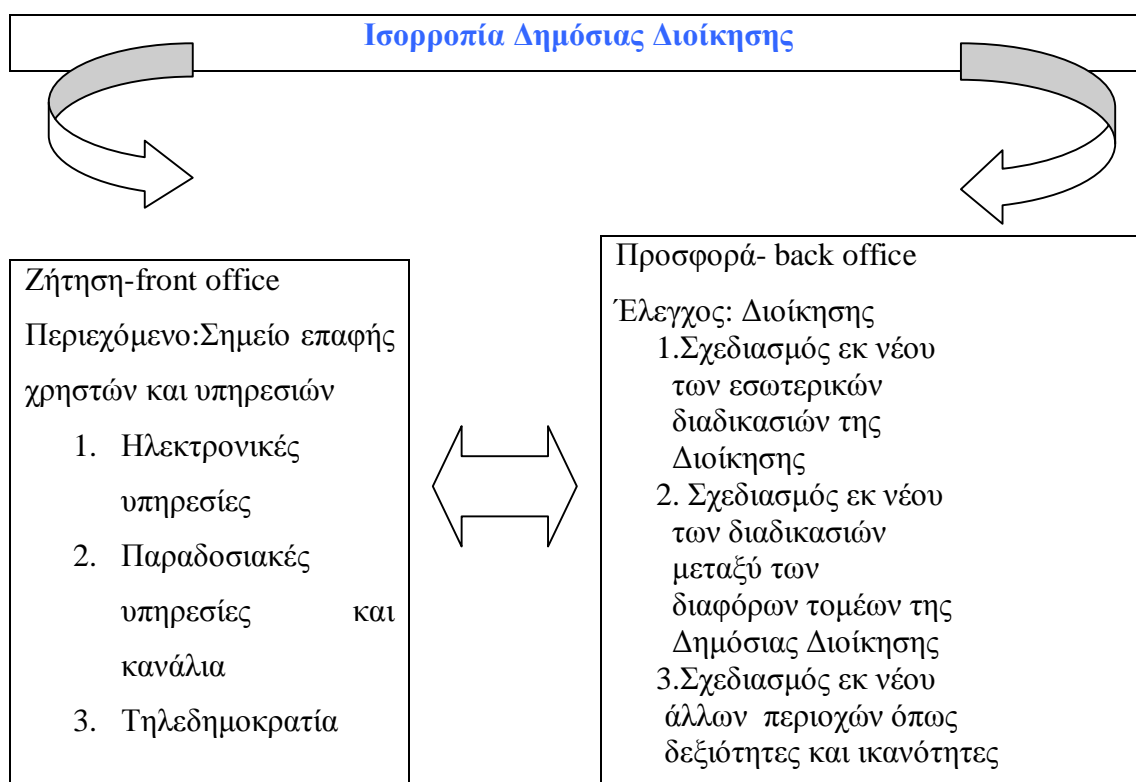 Ισορροπία Δημόσιας Διοίκησης
Ζήτηση-front office
Περιεχόμενο:Σημείο επαφής
χρηστών και υπηρεσιών
1. Ηλεκτρονικές
υπηρεσίες
2. Παραδοσιακές
υπηρεσίες και
κανάλια
3. Τηλεδημοκρατία
Προσφορά- back office
Έλεγχος: Διοίκησης
1.Σχεδιασμός εκ νέου
των εσωτερικών
διαδικασιών της
Διοίκησης
2. Σχεδιασμός εκ νέου
των διαδικασιών
μεταξύ των
διαφόρων τομέων της
Δημόσιας Διοίκησης
3.Σχεδιασμός εκ νέου
άλλων περιοχών όπως
δεξιότητες και ικανότητες